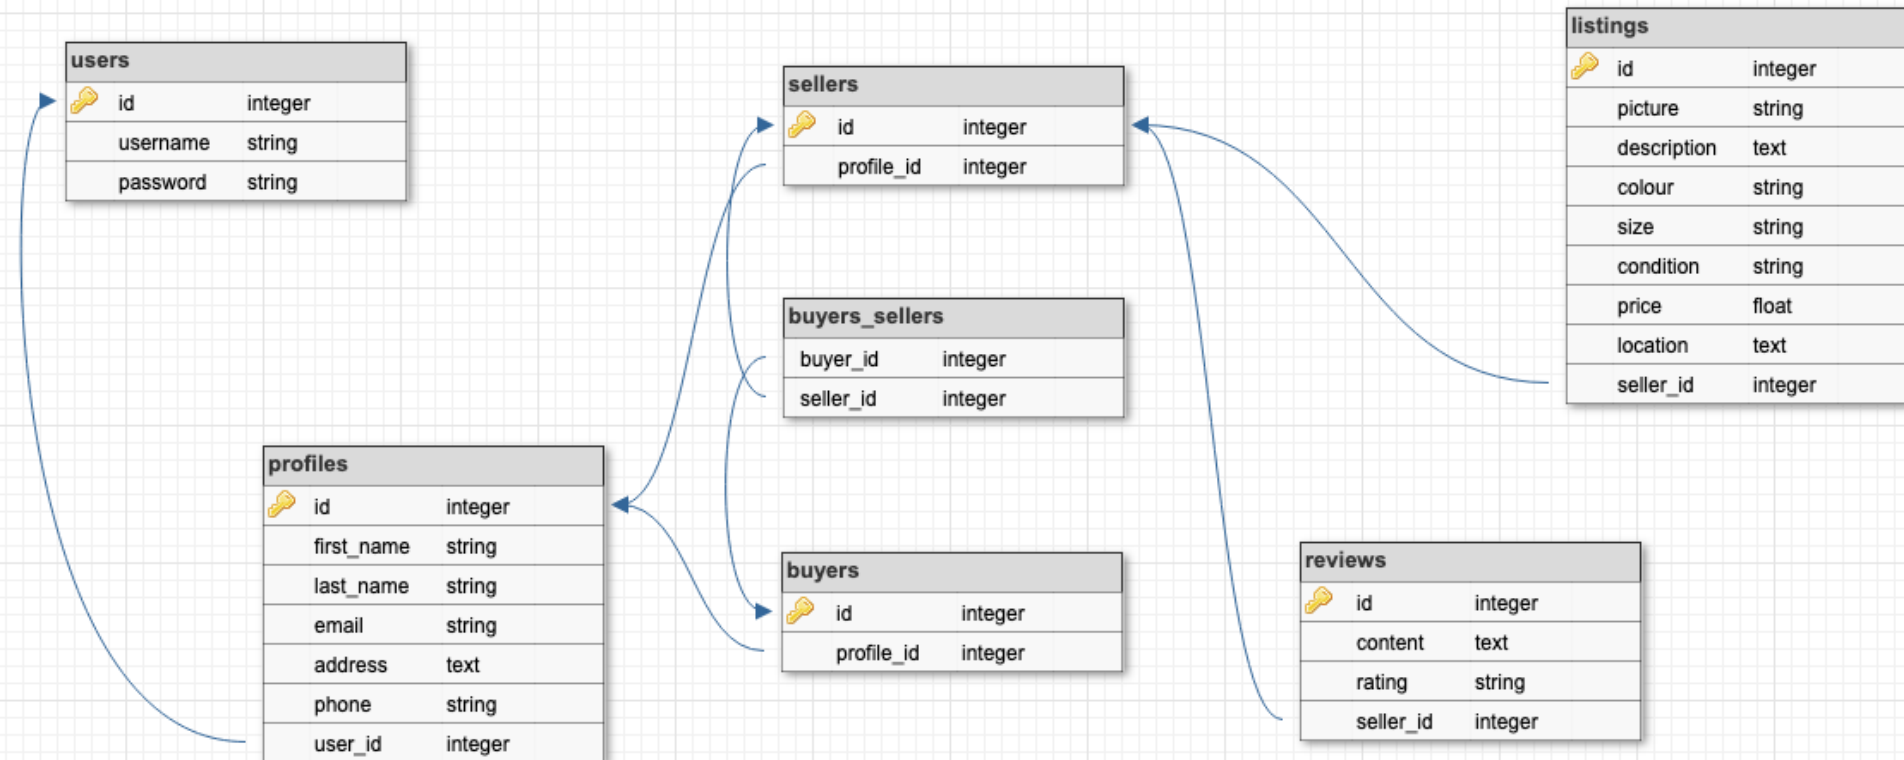 users
id integer
username string
password string
sellers
id integer
profile_id integer
listings
id integer
picture string
description text
colour string
size string
condition string
price float
location text
seller_id integer
buyers_sellers
buyer_id integer
seller_id integer
profiles
id integer
first_name string
last_name string
email string
address text
phone string
user_id integer
buyers
id integer
profile_id integer
reviews
id integer
content text
rating string
seller_id integer